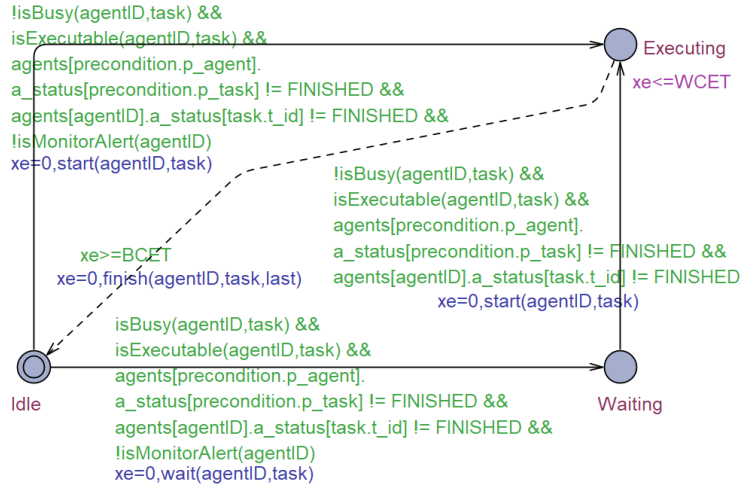 !isBusy(agentID,task) &&
isExecutable(agentID,task) &&
agents[precondition.p_agent].
a_status[precondition.p_task] != FINISHED &&
agents[agentID].a_status[task.t_id] != FINISHED &&
!isMonitorAlert(agentID)
xe=0,start(agentID,task)
Executing
xe<=WCET
!isBusy(agentID,task) &&
isExecutable(agentID,task) &&
agents[precondition.p_agent].
a_status[precondition.p_task] != FINISHED &&
agents[agentID].a_status[task.t_id] != FINISHED
xe=0,start(agentID,task)
xe>=BCET
xe=0,finish(agentID,task,last)
isBusy(agentID,task) &&
isExecutable(agentID,task) &&
agents[precondition.p_agent].
a_status[precondition.p_task] != FINISHED &&
agents[agentID].a_status[task.t_id] != FINISHED &&
!isMonitorAlert(agentID)
xe=0,wait(agentID,task)
Idle
Waiting